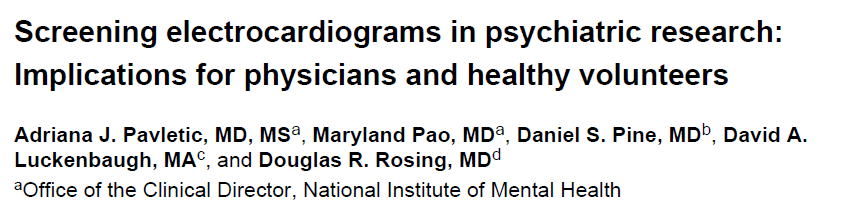 Screening electrocardiograms in psychiatric research:
Implications for physicians and healthy volunteers
Adriana J. Pavletic, MD, MSa, Maryland Pao, MDa, Daniel S. Pine, MDb, David A.
Luckenbaugh, MAc, and Douglas R. Rosing, MDd
aOffice of the Clinical Director, National Institute of Mental Health